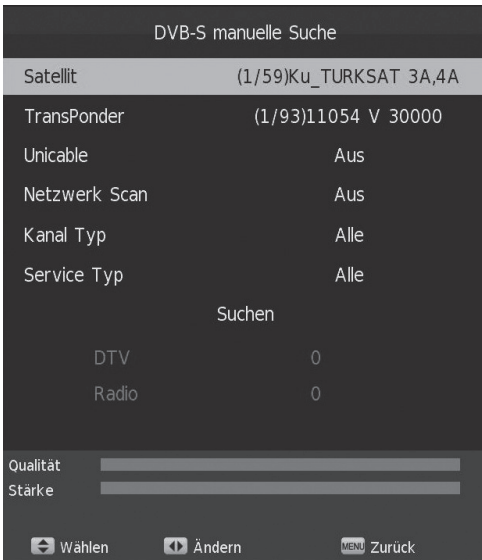 DVB-S manuelle Suche
Satellit (1/59)Ku_TURKSAT 3A,4A
TransPonder (1/93)11054 V 30000
Unicable Aus
Netzwerk Scan Aus
Kanal Typ Alle
Service Typ Alle
Suchen
DTV 0
Radio 0
Qualität
Stärke
Wählen Ändern MENU Zurück